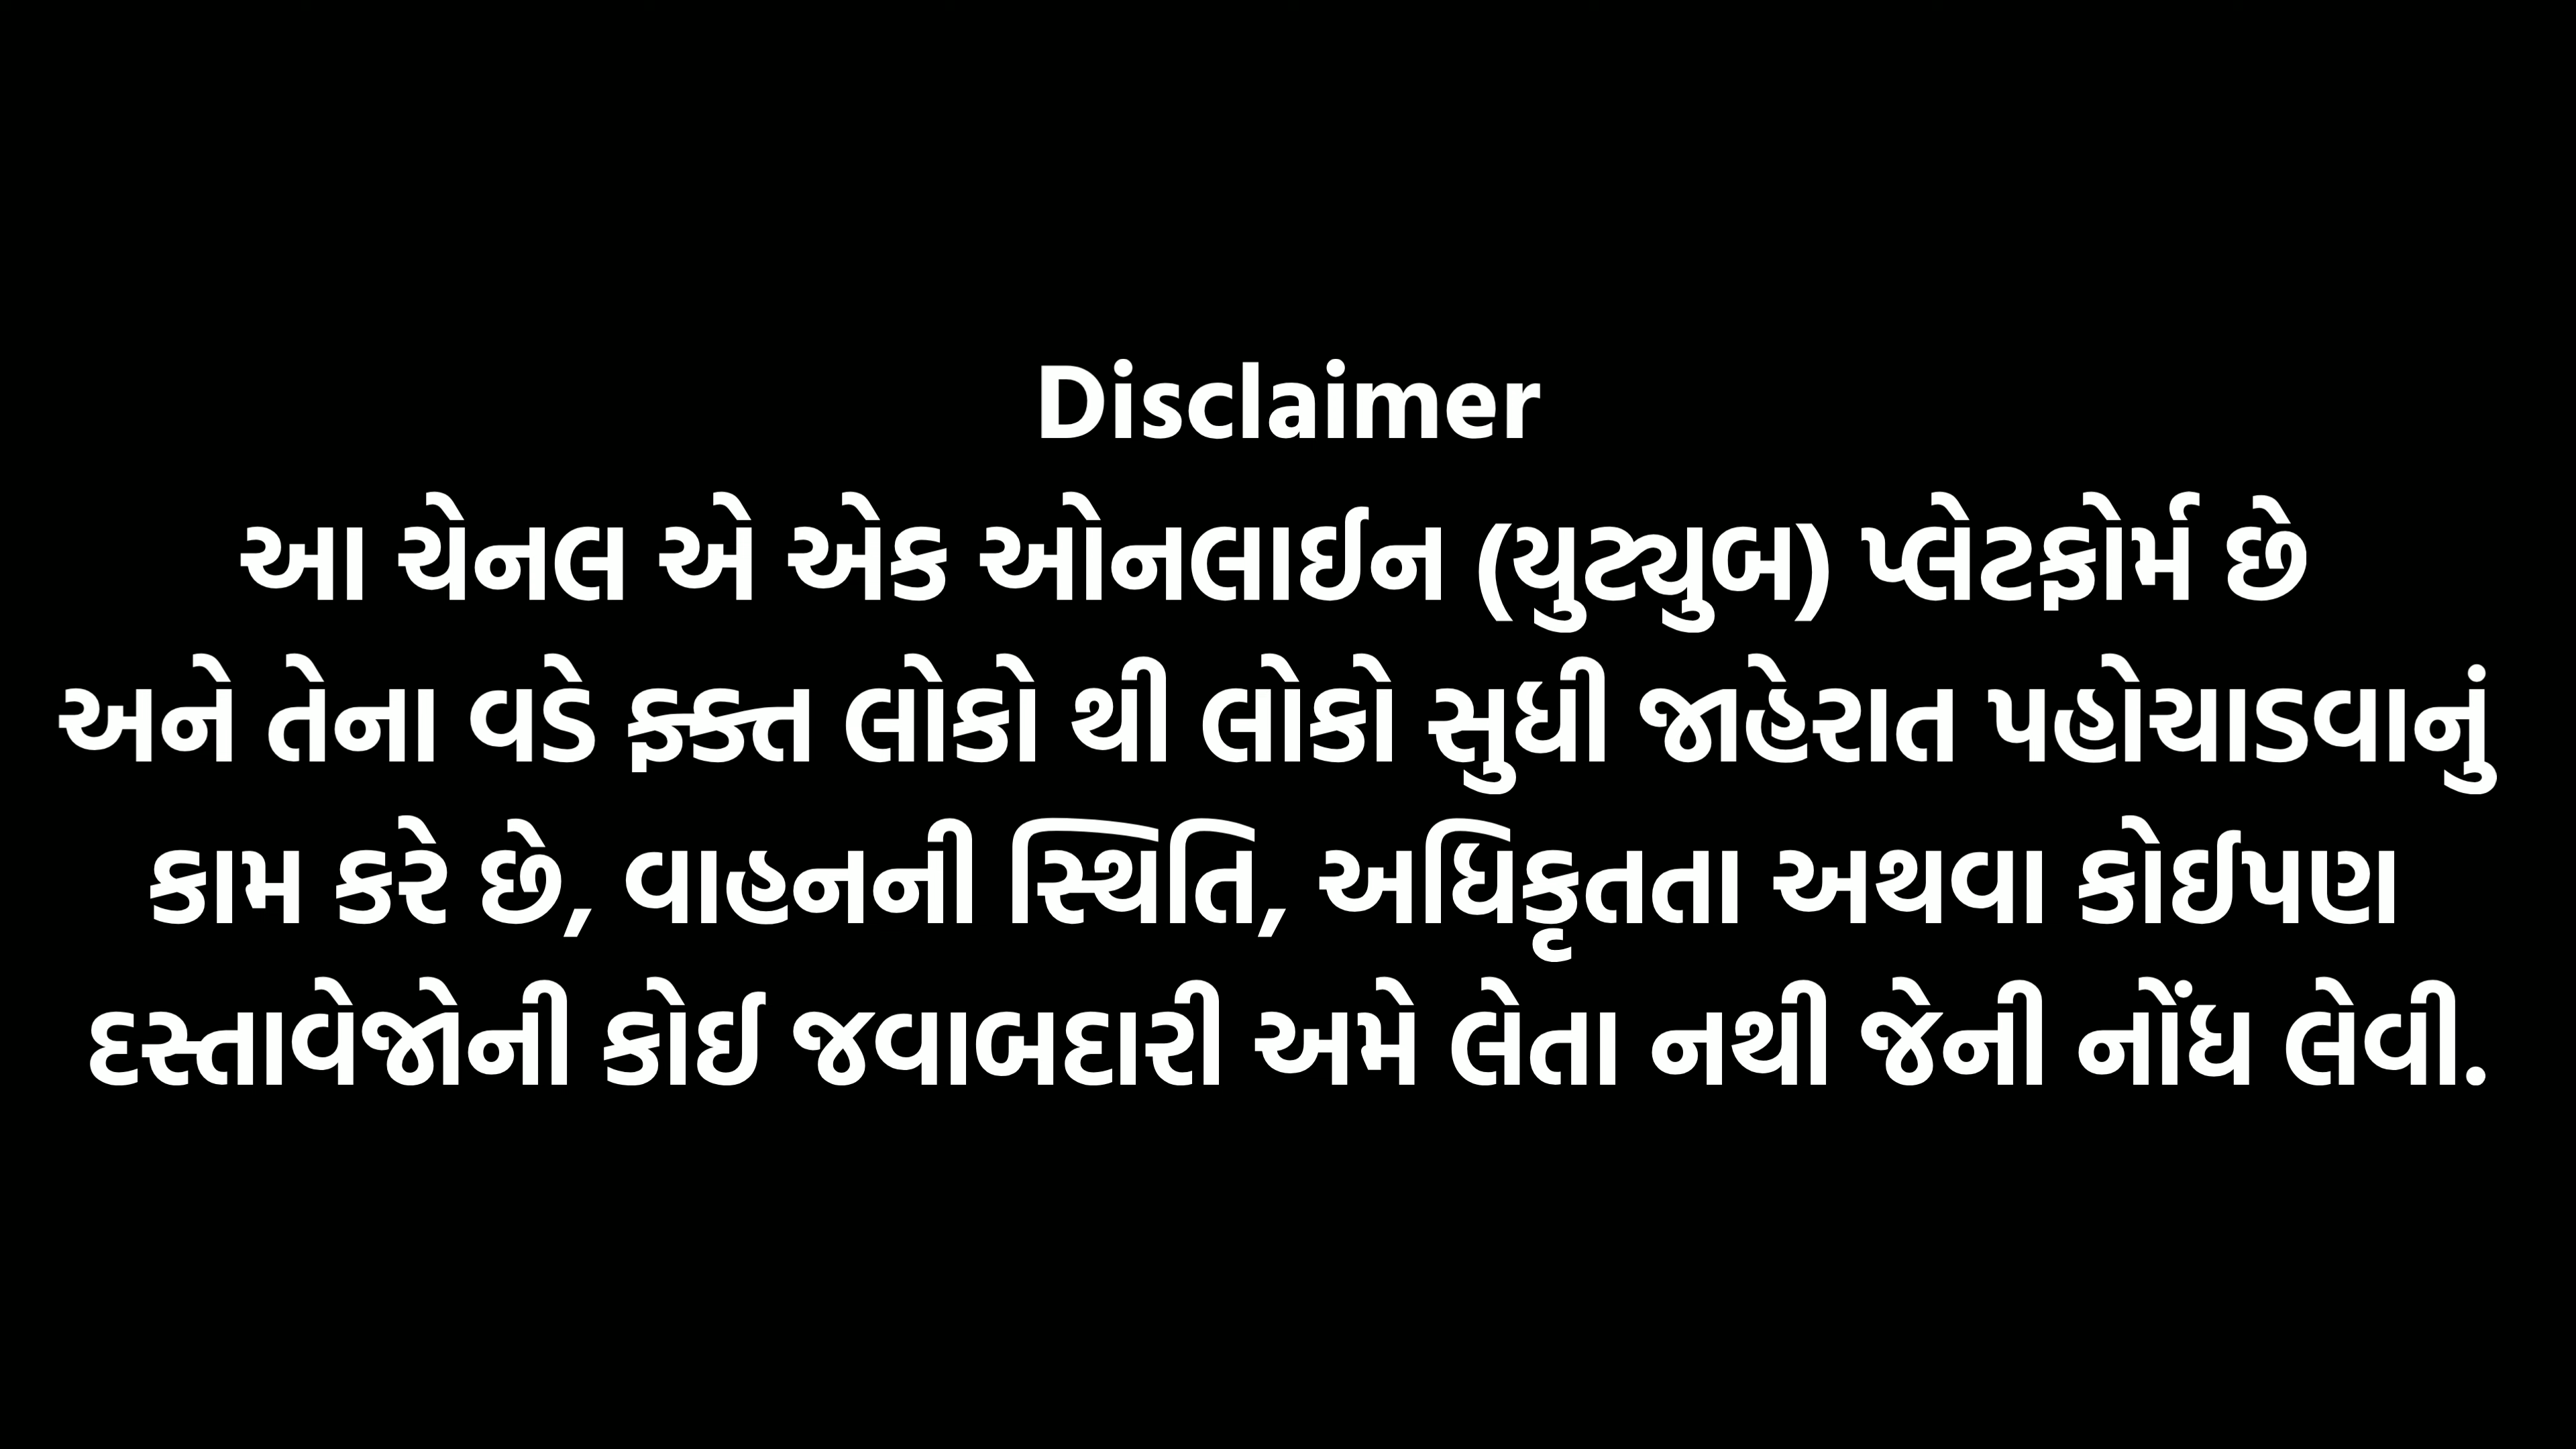 Disclaimer
આ ચેનલ એ એક ઓનલાઈન (યુટ્યુબ) પ્લેટફોર્મ છે
અને તેના વડે ફ્ક્ત લોકો થી લોકો સુધી જાહેરાત પહોચાડવાનું
કામ કરે છે, વાહનની સ્થિતિ, અધિકૃતતા અથવા કોઈપણ
દસ્તાવેજોની કોઈ જવાબદારી અમે લેતા નથી જેની નોંધ લેવી.